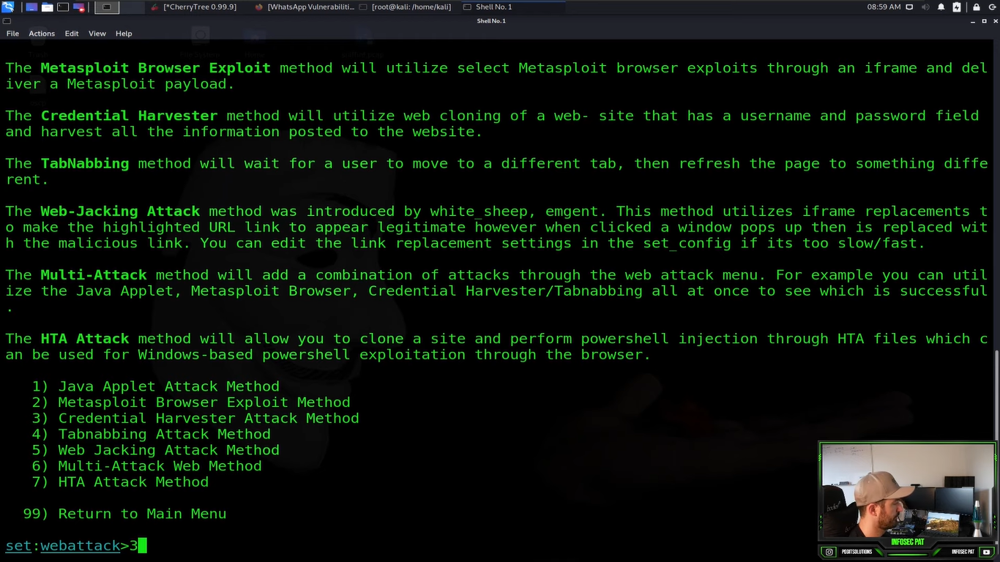 [*CherryTree 0.99.9]
[WhatsApp Vulnerabiliti...
[root@kali: /home/kali]
Shell No. 1
08:59 AM
Shell No. 1
File Actions Edit View Help
The Metasploit Browser Exploit method will utilize select Metasploit browser exploits through an iframe and del
iver a Metasploit payload.
The Credential Harvester method will utilize web cloning of a web- site that has a username and password field
and harvest all the information posted to the website.
The TabNabbing method will wait for a user to move to a different tab, then refresh the page to something diffe
rent.
The Web-Jacking Attack method was introduced by white_sheep, emgent. This method utilizes iframe replacements t
o make the highlighted URL link to appear legitimate however when clicked a window pops up then is replaced wit
h the malicious link. You can edit the link replacement settings in the set_config if its too slow/fast.
The Multi-Attack method will add a combination of attacks through the web attack menu. For example you can util
ize the Java Applet, Metasploit Browser, Credential Harvester/Tabnabbing all at once to see which is successful
.
The HTA Attack method will allow you to clone a site and perform powershell injection through HTA files which c
an be used for Windows-based powershell exploitation through the browser.
1) Java Applet Attack Method
2) Metasploit Browser Exploit Method
3) Credential Harvester Attack Method
4) Tabnabbing Attack Method
5) Web Jacking Attack Method
6) Multi-Attack Web Method
7) HTA Attack Method
99) Return to Main Menu
set:webattack>3
INFOSEC PAT
PDDITSOLUTIONS
INFOSEC PAT